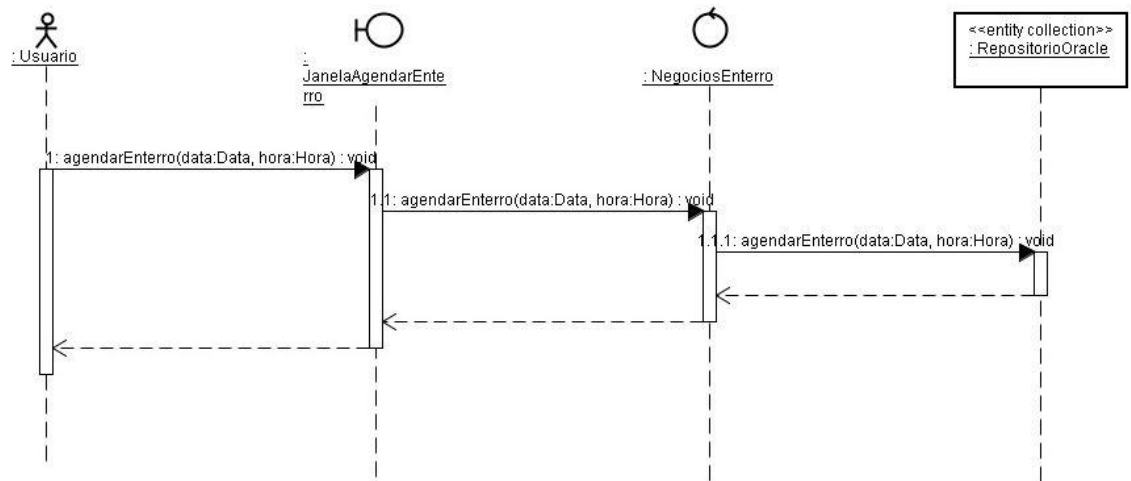 : Usuario
:
JanelaAgendarEnte
rro
: NegociosEnterro
<<entity collection>>
: RepositorioOracle
1: agendarEnterro(data:Data, hora:Hora) : void
1.1: agendarEnterro(data:Data, hora:Hora) : void
1.1.1: agendarEnterro(data:Data, hora:Hora) : void